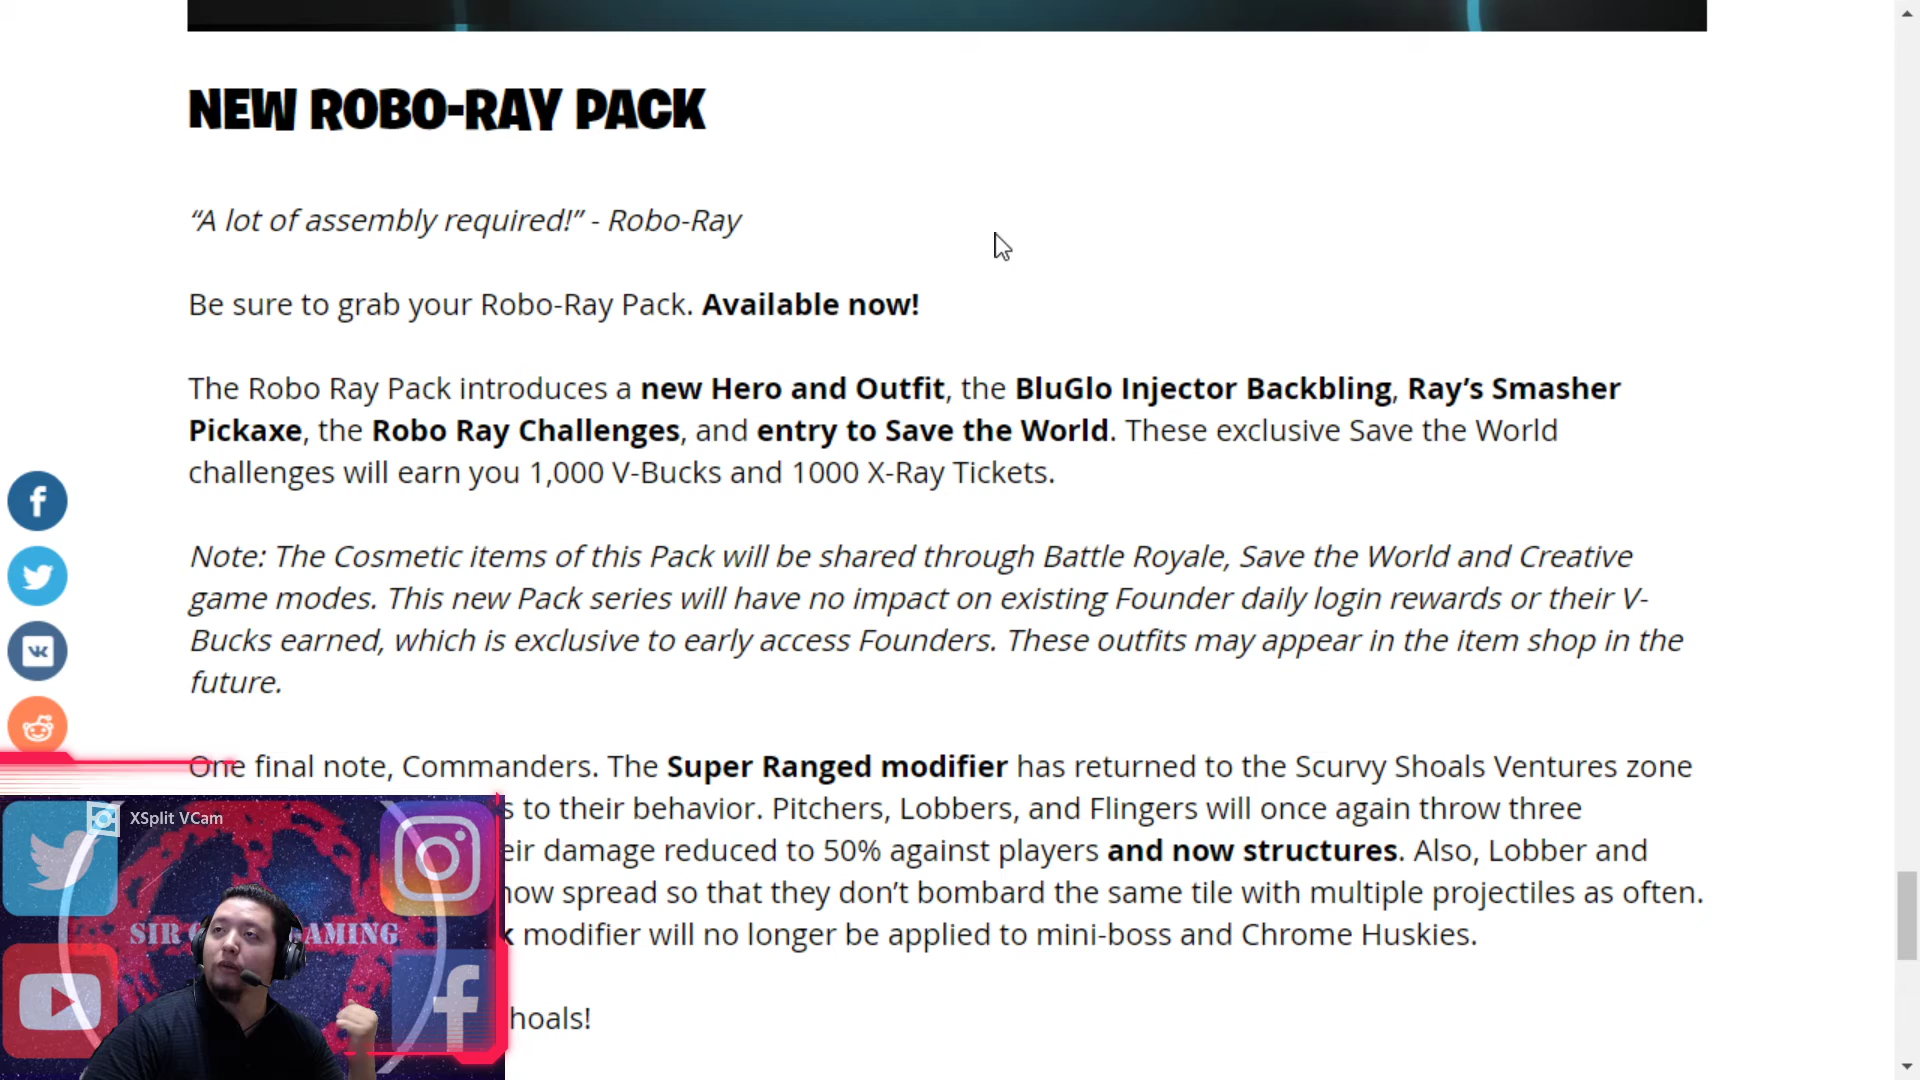 NEW ROBO-RAY PACK
“A lot of assembly required!” - Robo-Ray
Be sure to grab your Robo-Ray Pack. Available now!
The Robo Ray Pack introduces a new Hero and Outfit, the BluGlo Injector Backbling, Ray’s Smasher
Pickaxe, the Robo Ray Challenges, and entry to Save the World. These exclusive Save the World
challenges will earn you 1,000 V-Bucks and 1000 X-Ray Tickets.
Note: The Cosmetic items of this Pack will be shared through Battle Royale, Save the World and Creative
game modes. This new Pack series will have no impact on existing Founder daily login rewards or their V-
Bucks earned, which is exclusive to early access Founders. These outfits may appear in the item shop in the
future.
One final note, Commanders. The Super Ranged modifier has returned to the Scurvy Shoals Ventures zone
to their behavior. Pitchers, Lobbers, and Flingers will once again throw three
damage reduced to 50% against players and now structures. Also, Lobber and
now spread so that they don’t bombard the same tile with multiple projectiles as often.
modifier will no longer be applied to mini-boss and Chrome Huskies.
hoals!
XSplit VCam
SIR